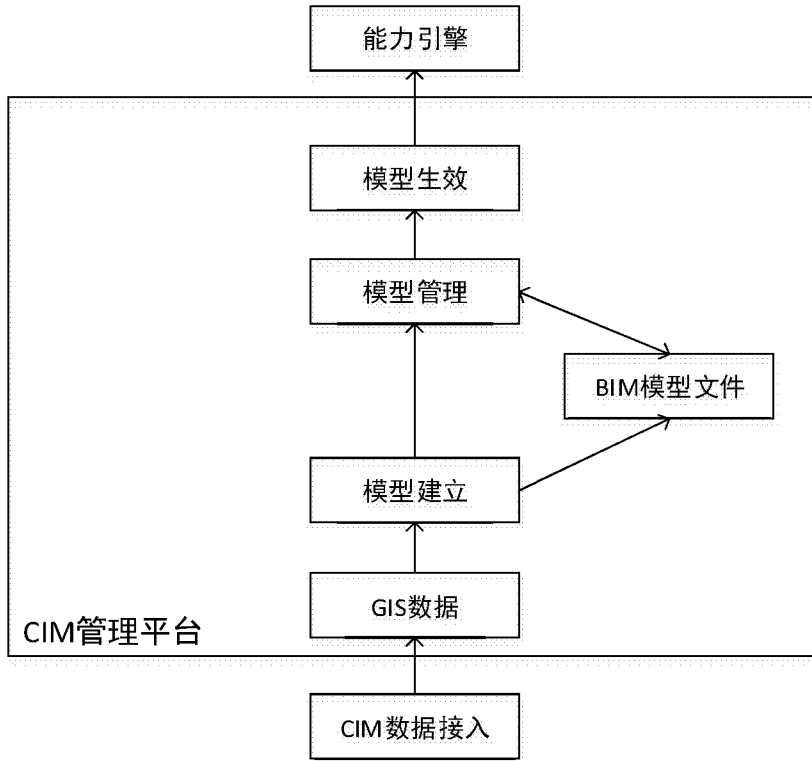 能力引擎
模型生效
模型管理
BIM模型文件
模型建立
GIS数据
CIM管理平台
CIM数据接入